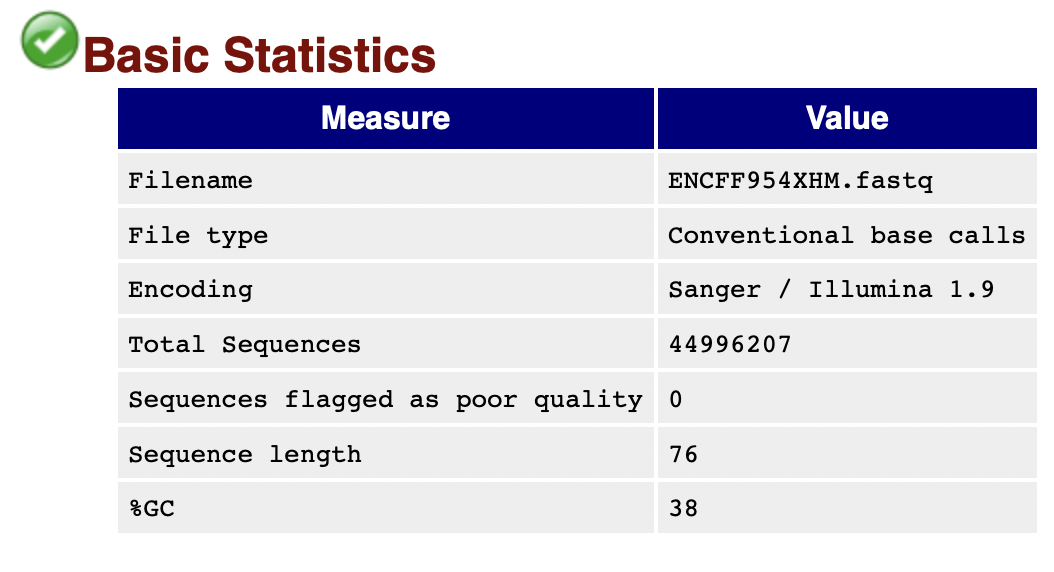 Basic Statistics
Measure Value
Filename ENCFF954XHM.fastq
File type Conventional base calls
Encoding Sanger / Illumina 1.9
Total Sequences 44996207
Sequences flagged as poor quality 0
Sequence length 76
%GC 38